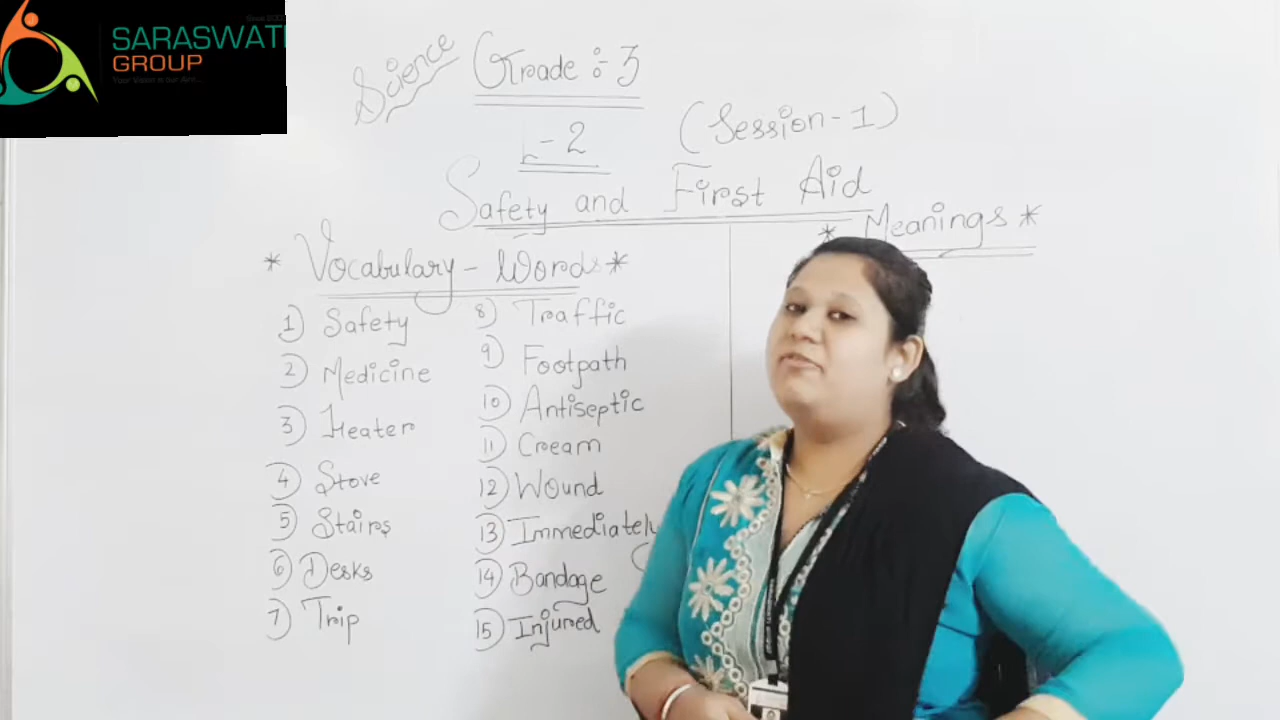 SARASWATI
GROUP
Science
Grade :- 3
L-2
(Session-1)
Safety and First Aid
* Vocabulary - Words *
* Meanings *
1) Safety
2) Medicine
3) Heater
4) Stove
5) Stairs
6) Desks
7) Trip
8) Traffic
9) Footpath
10) Antiseptic
11) Cream
12) Wound
13) Immediately
14) Bandage
15) Injured